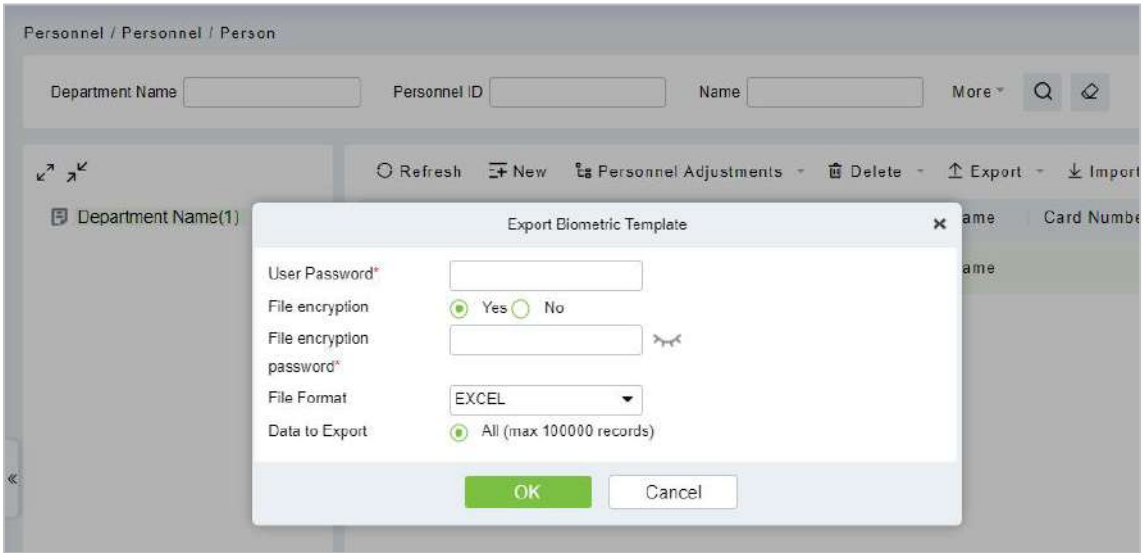 Personnel / Personnel / Person
Department Name Personnel ID Name More
Refresh New Personnel Adjustments Delete Export Import
Department Name(1)
Export Biometric Template
ame Card Numbe
ame
User Password*
File encryption Yes No
File encryption
password*
File Format EXCEL
Data to Export All (max 100000 records)
OK Cancel